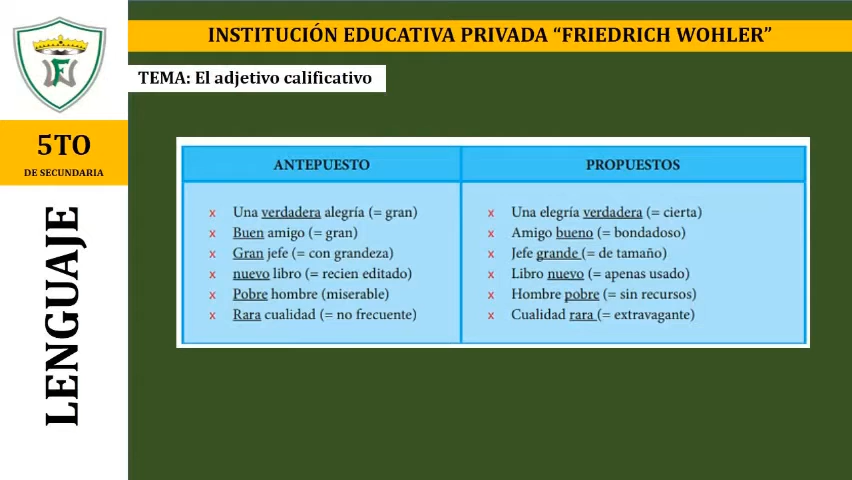 INSTITUCIÓN EDUCATIVA PRIVADA “FRIEDRICH WOHLER”
TEMA: El adjetivo calificativo
5TO
DE SECUNDARIA
LENGUAJE
ANTEPUESTO
x Una verdadera alegría (= gran)
x Buen amigo (= gran)
x Gran jefe (= con grandeza)
x nuevo libro (= recien editado)
x Pobre hombre (miserable)
x Rara cualidad (= no frecuente)
PROPUESTOS
x Una elegría verdadera (= cierta)
x Amigo bueno (= bondadoso)
x Jefe grande (= de tamaño)
x Libro nuevo (= apenas usado)
x Hombre pobre (= sin recursos)
x Cualidad rara (= extravagante)